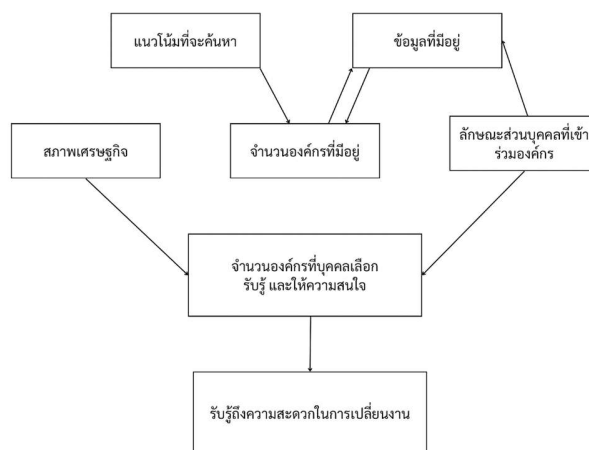 แนวโน้มที่จะค้นหา
ข้อมูลที่มีอยู่
สภาพเศรษฐกิจ
จำนวนองค์กรที่มีอยู่
ลักษณะส่วนบุคคลที่เข้า
ร่วมองค์กร
จำนวนองค์กรที่บุคคลเลือก
รับรู้ และให้ความสนใจ
รับรู้ถึงความสะดวกในการเปลี่ยนงาน